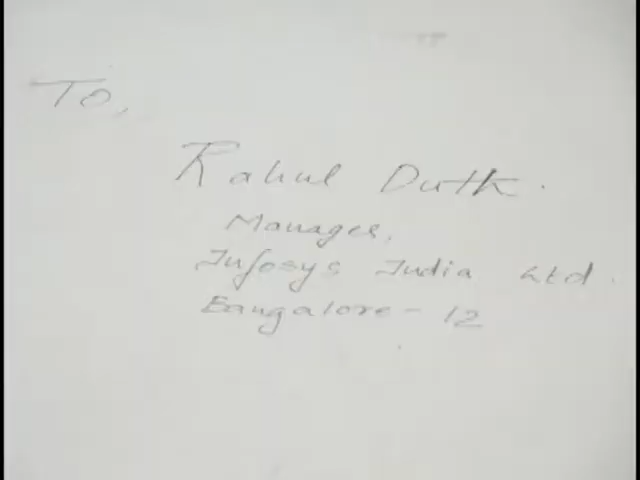 To,
Rahul Dutt.
Manager,
Infosys India Ltd.
Bangalore - 12